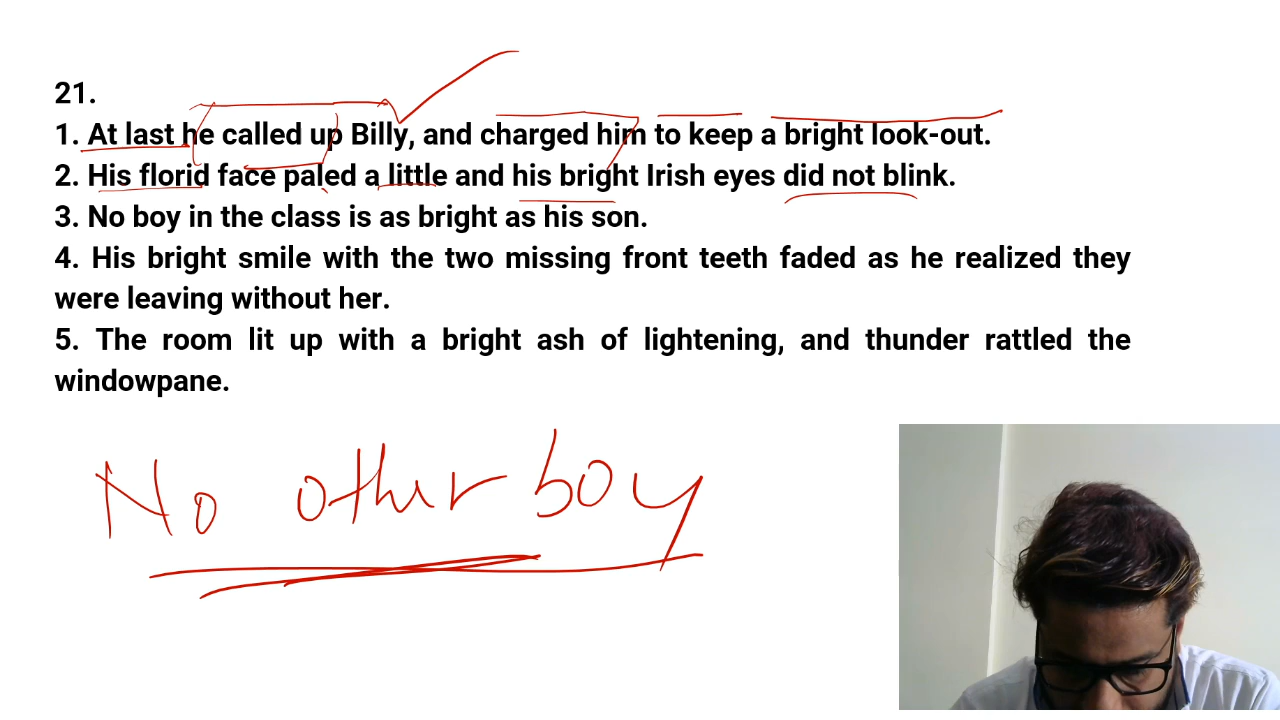 21.
1. At last he called up Billy, and charged him to keep a bright look-out.
2. His florid face paled a little and his bright Irish eyes did not blink.
3. No boy in the class is as bright as his son.
4. His bright smile with the two missing front teeth faded as he realized they
were leaving without her.
5. The room lit up with a bright ash of lightening, and thunder rattled the
windowpane.
No other boy